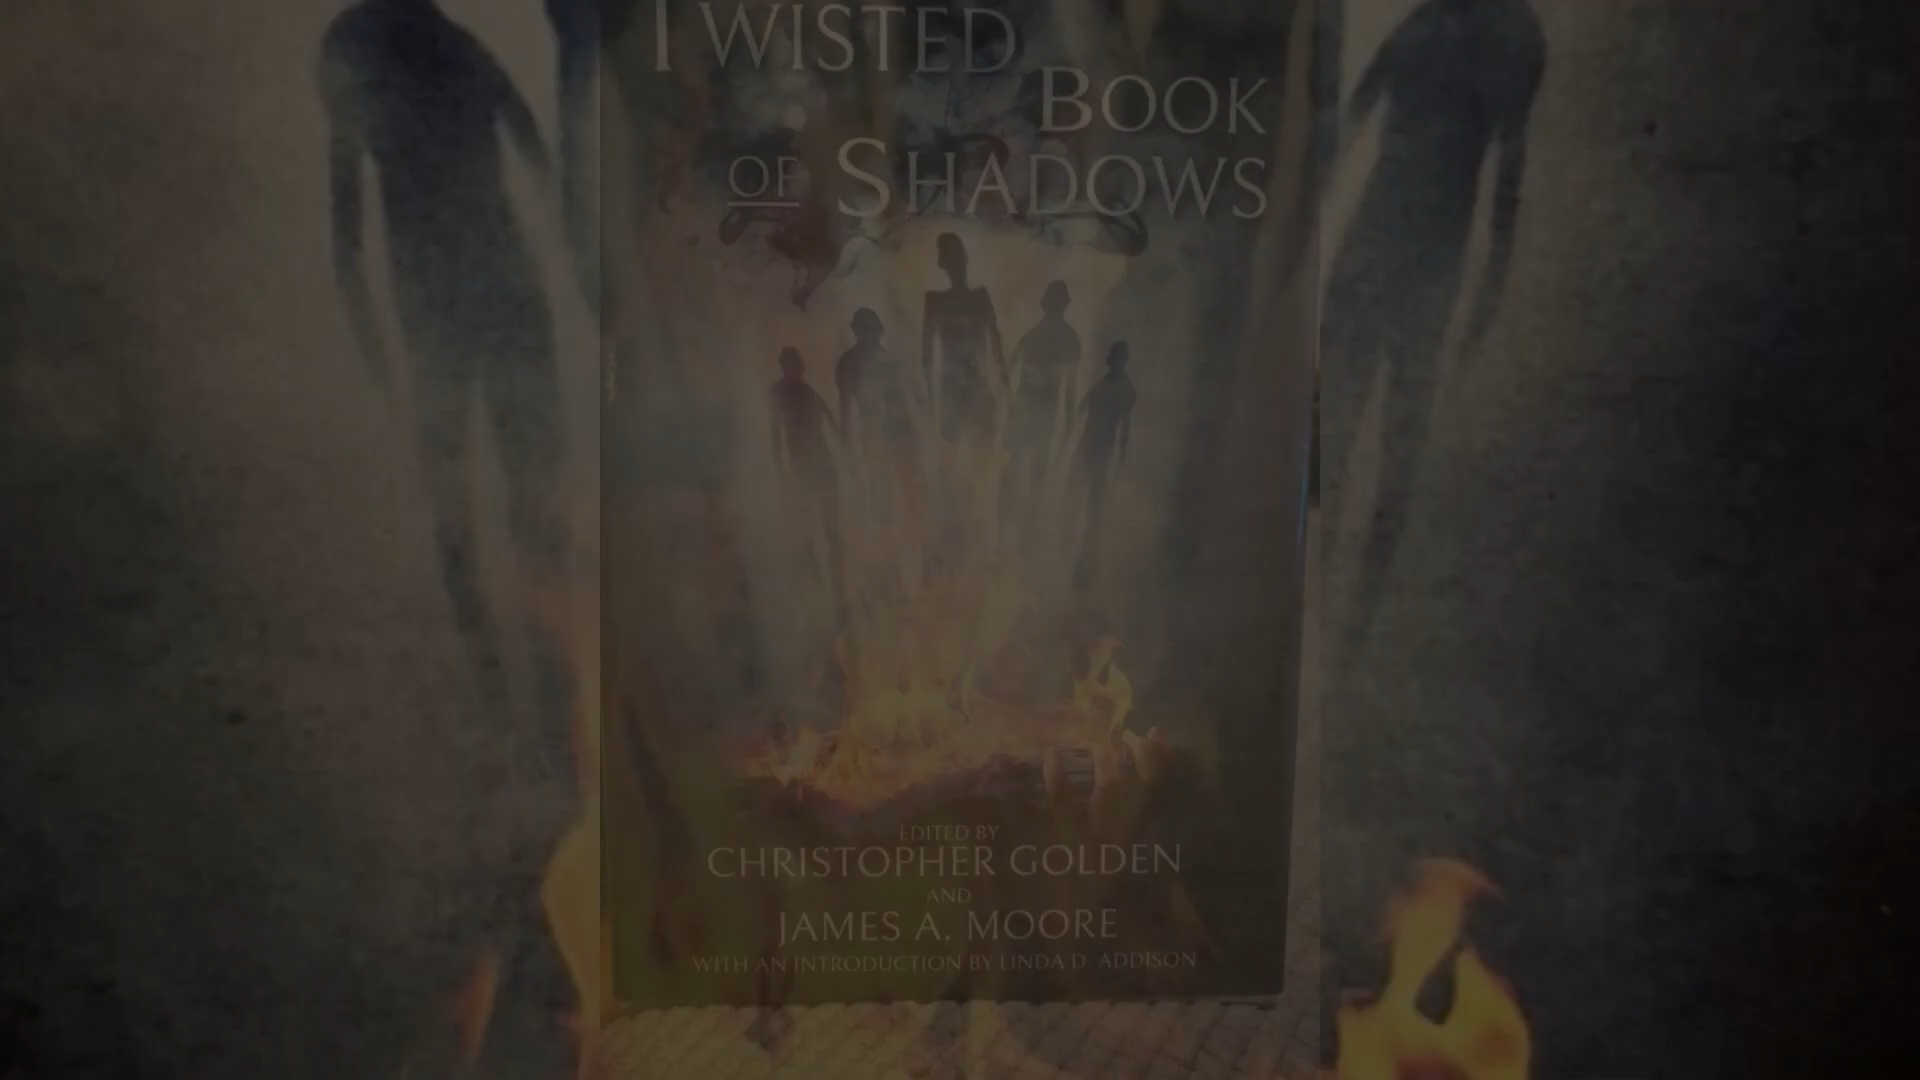 TWISTED
BOOK
OF SHADOWS
EDITED BY
CHRISTOPHER GOLDEN
AND
JAMES A. MOORE
WITH AN INTRODUCTION BY LINDA D. ADDISON